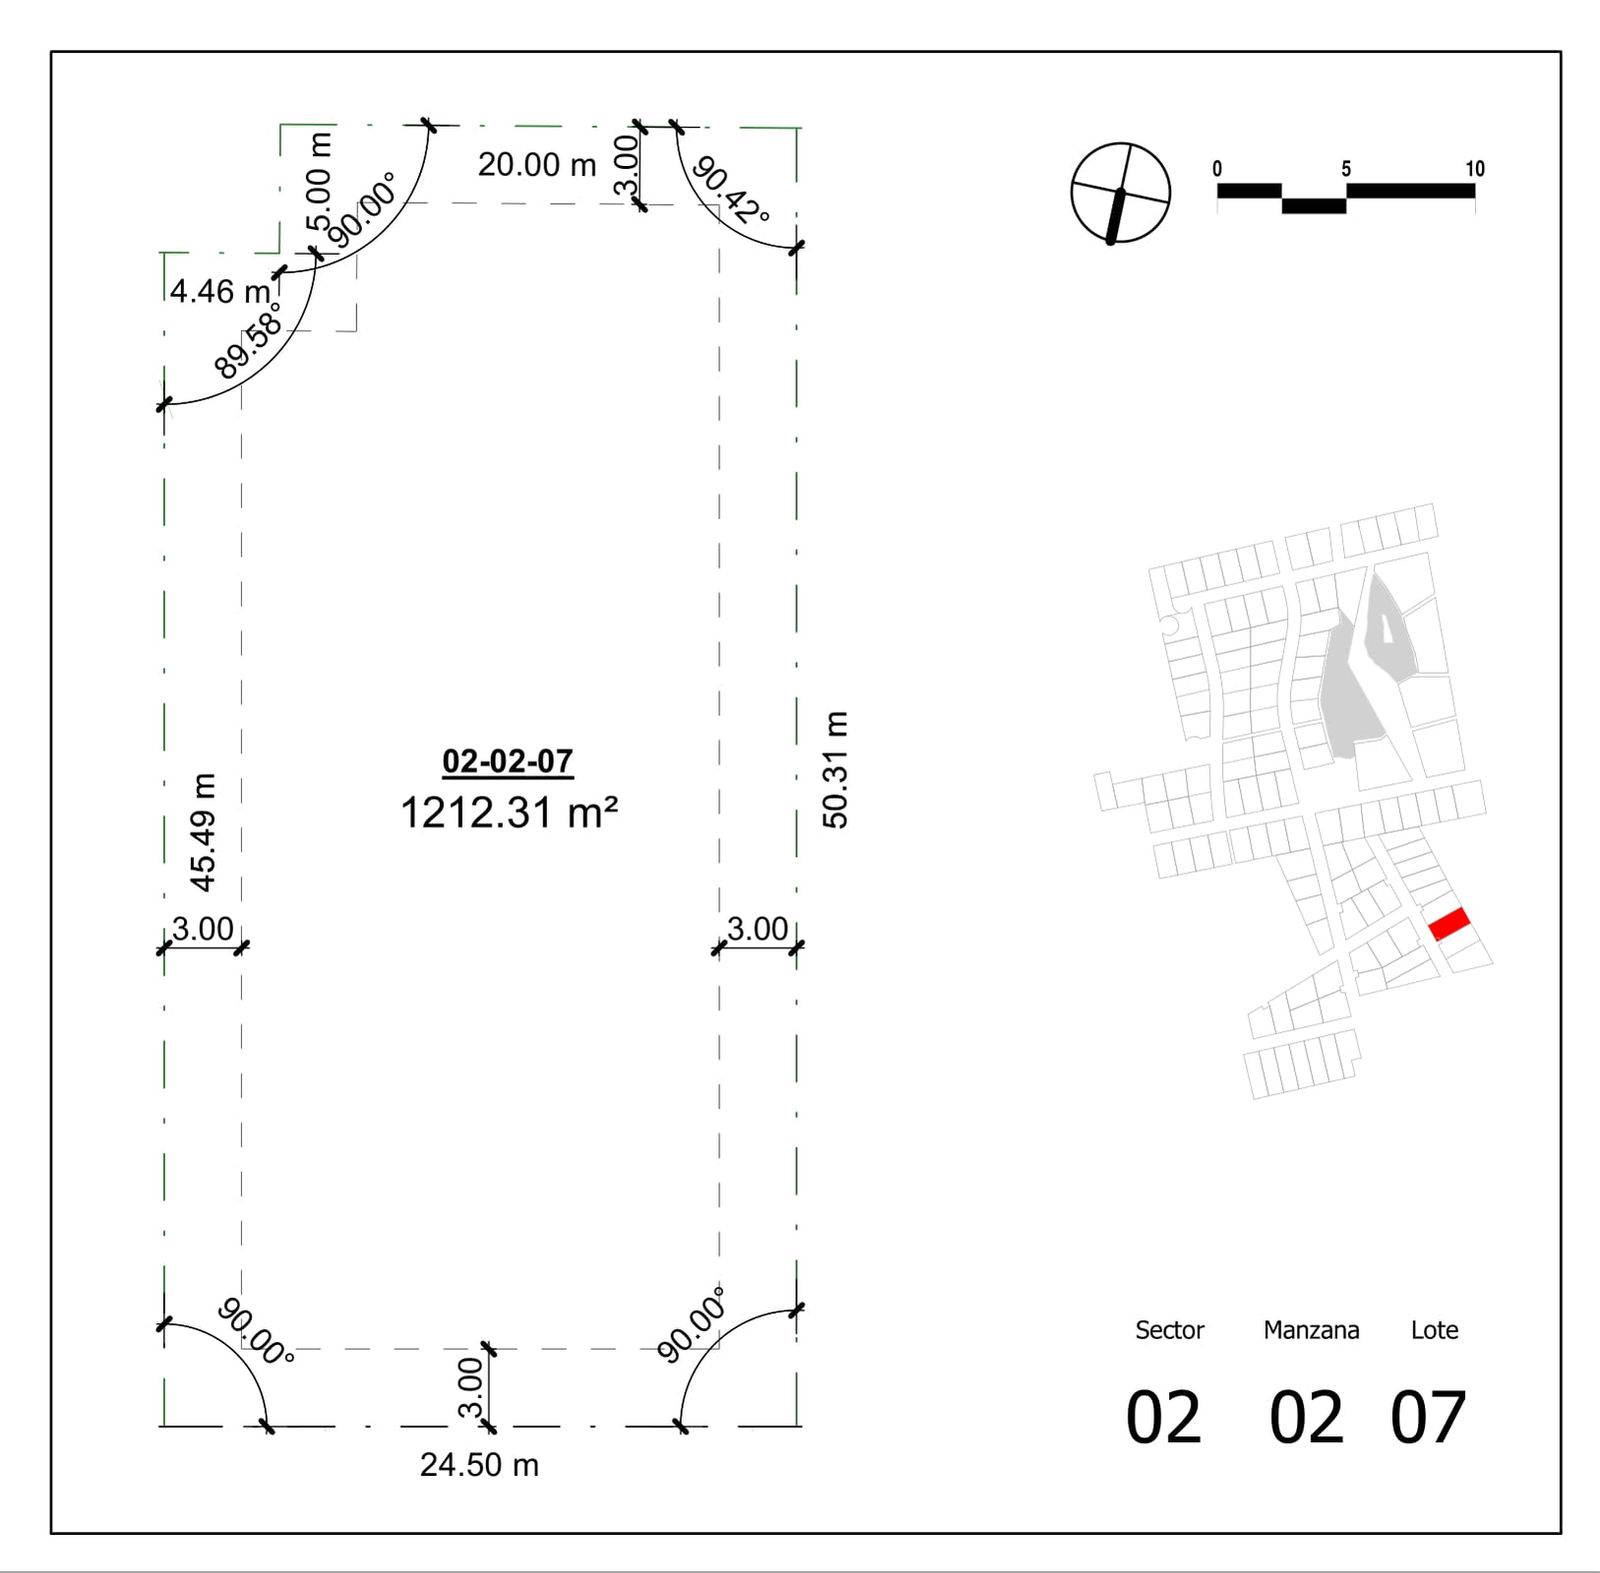 5.00 m
20.00 m
3.00
90.00°
90.42°
0 5 10
4.46 m
89.58°
02-02-07
1212.31 m²
45.49 m
50.31 m
3.00
3.00
90.00°
90.00°
3.00
24.50 m
Sector Manzana Lote
02 02 07